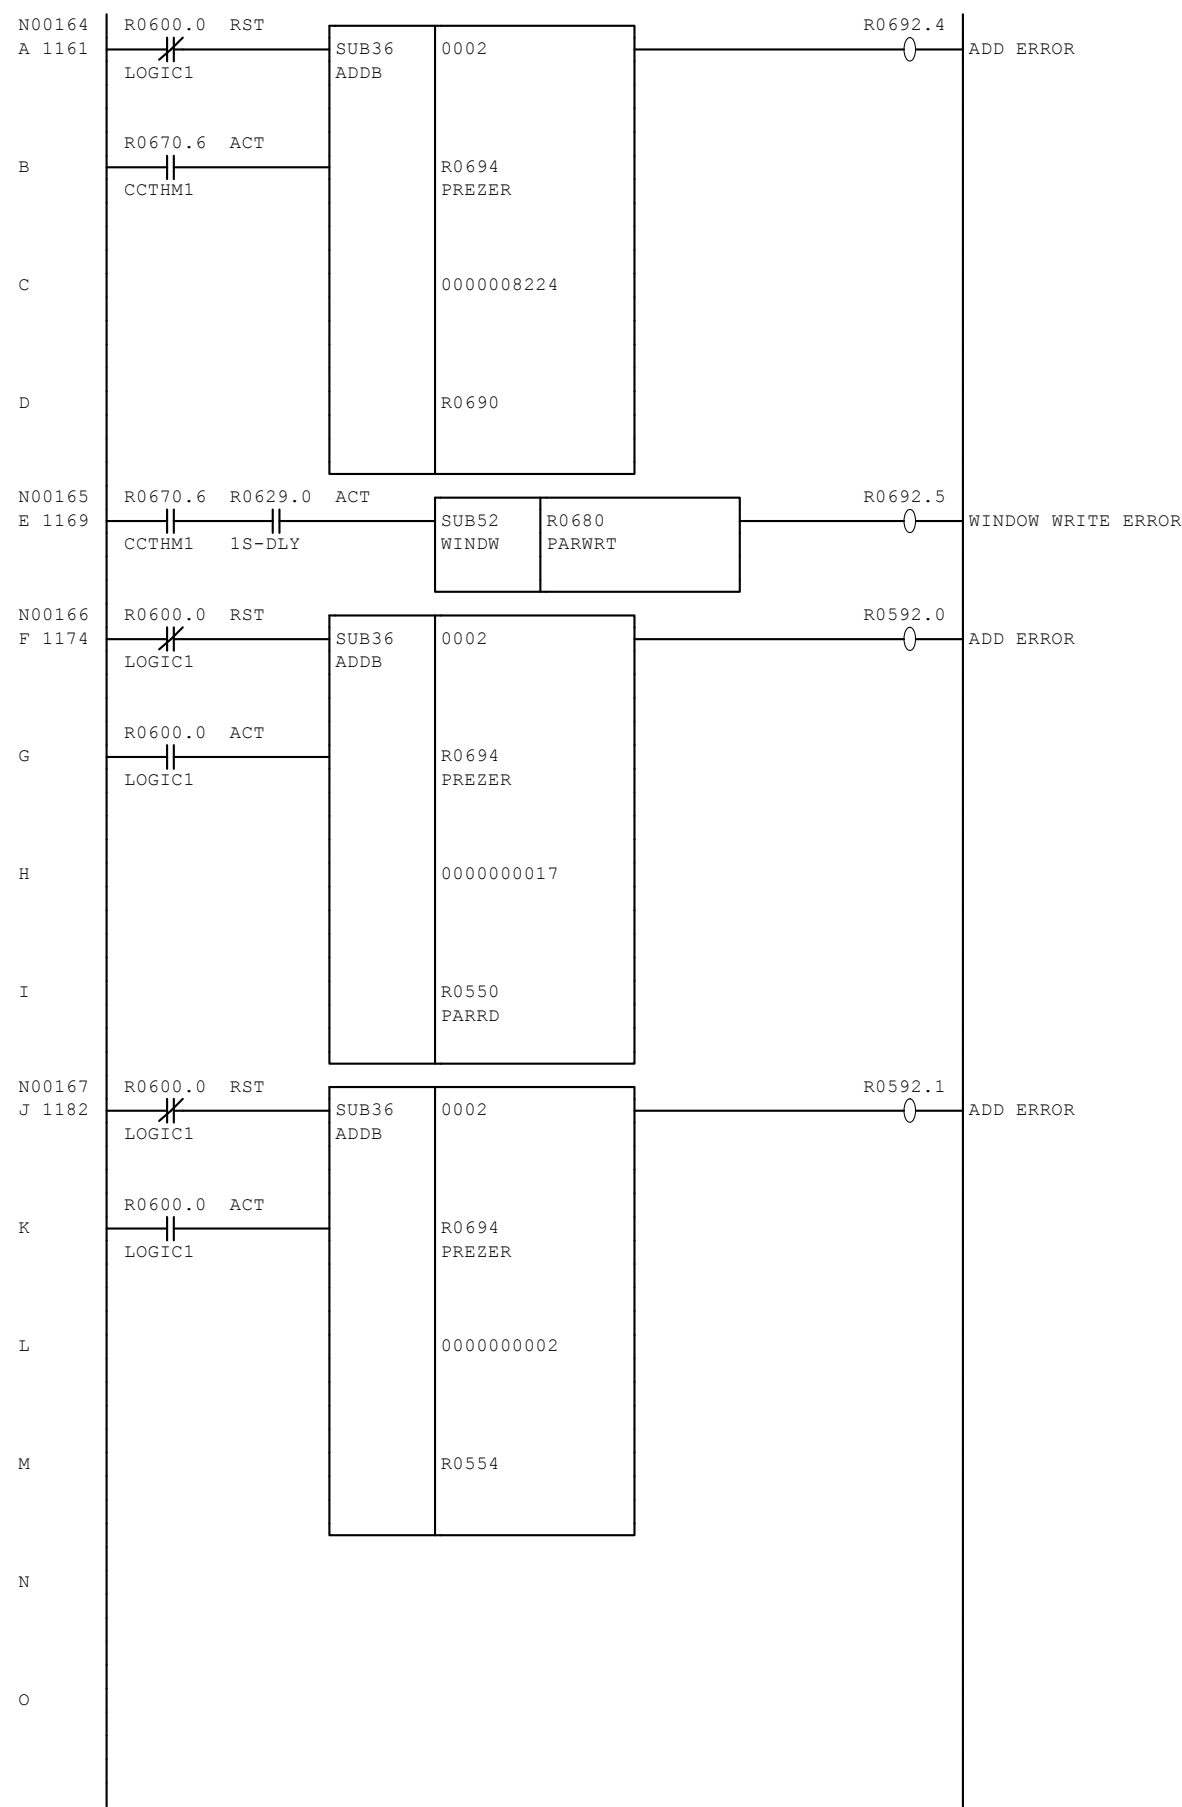 N00164 R0600.0 RST R0692.4
A 1161 SUB36 0002 ADD ERROR
LOGIC1 ADDB
R0670.6 ACT
B R0694
CCTHM1 PREZER
C 0000008224
D R0690
N00165 R0670.6 R0629.0 ACT R0692.5
E 1169 SUB52 R0680 WINDOW WRITE ERROR
CCTHM1 1S-DLY WINDW PARWRT
N00166 R0600.0 RST R0592.0
F 1174 SUB36 0002 ADD ERROR
LOGIC1 ADDB
R0600.0 ACT
G R0694
LOGIC1 PREZER
H 0000000017
I R0550
PARRD
N00167 R0600.0 RST R0592.1
J 1182 SUB36 0002 ADD ERROR
LOGIC1 ADDB
R0600.0 ACT
K R0694
LOGIC1 PREZER
L 0000000002
M R0554
N
O